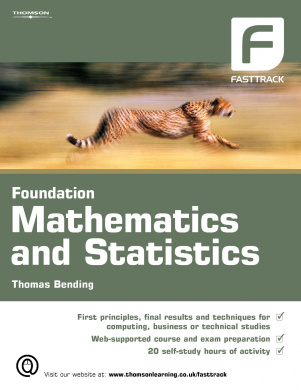 THOMSON
F
FASTTRACK
Foundation
Mathematics
and Statistics
Thomas Bending
First principles, final results and techniques for
computing, business or technical studies
Web-supported course and exam preparation
20 self-study hours of activity
@ Visit our website at: www.thomsonlearning.co.uk/fasttrack